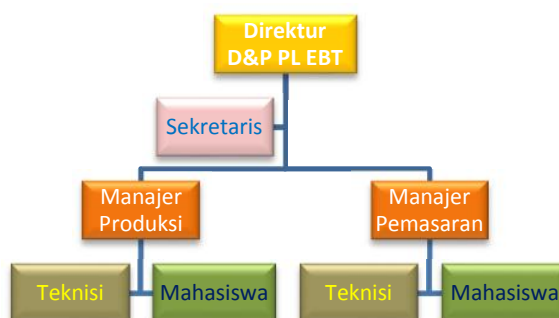 Direktur
D&P PL EBT
Sekretaris
Manajer
Produksi
Manajer
Pemasaran
Teknisi
Mahasiswa
Teknisi
Mahasiswa